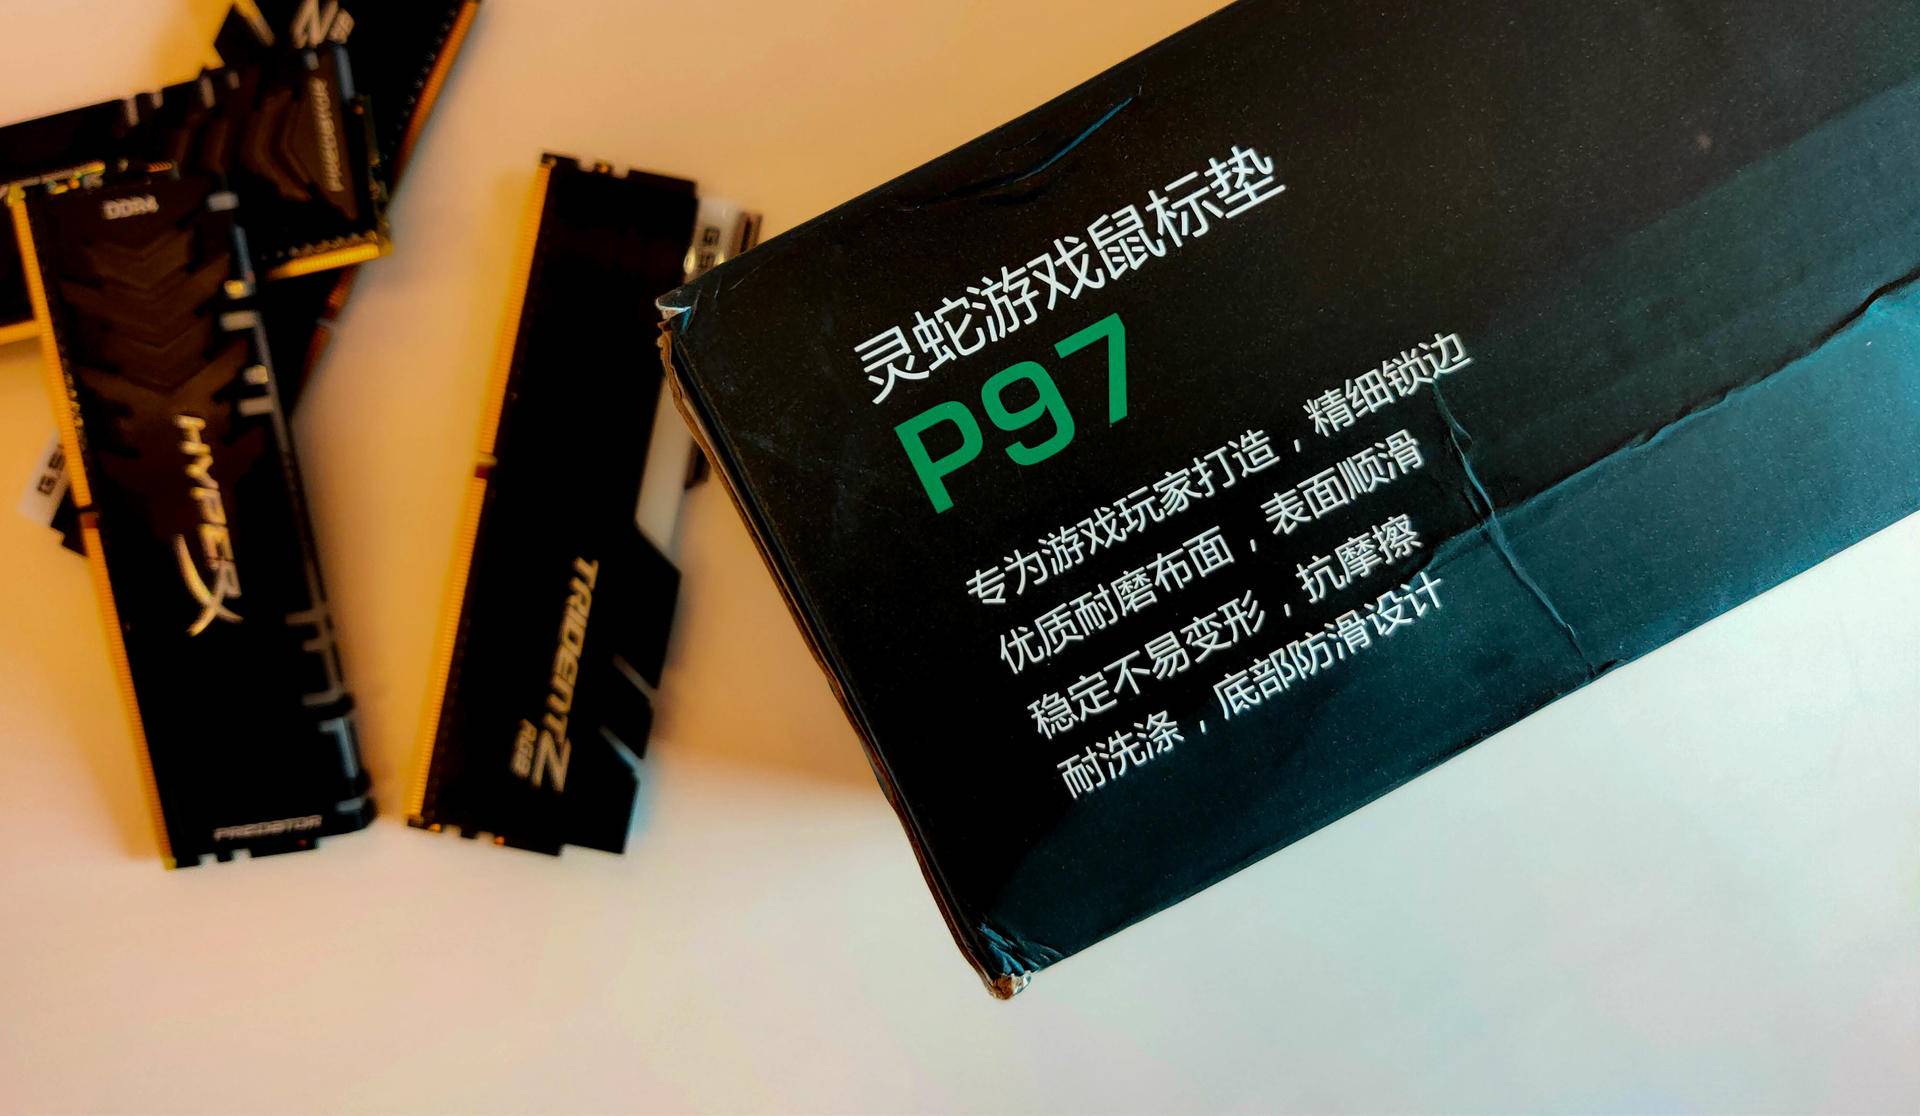 DDR4
HYPERX
PREDATOR
TRIDENT Z
RGB
灵蛇游戏鼠标垫
P97
专为游戏玩家打造，精细锁边
优质耐磨布面，表面顺滑
稳定不易变形，抗摩擦
耐洗涤，底部防滑设计